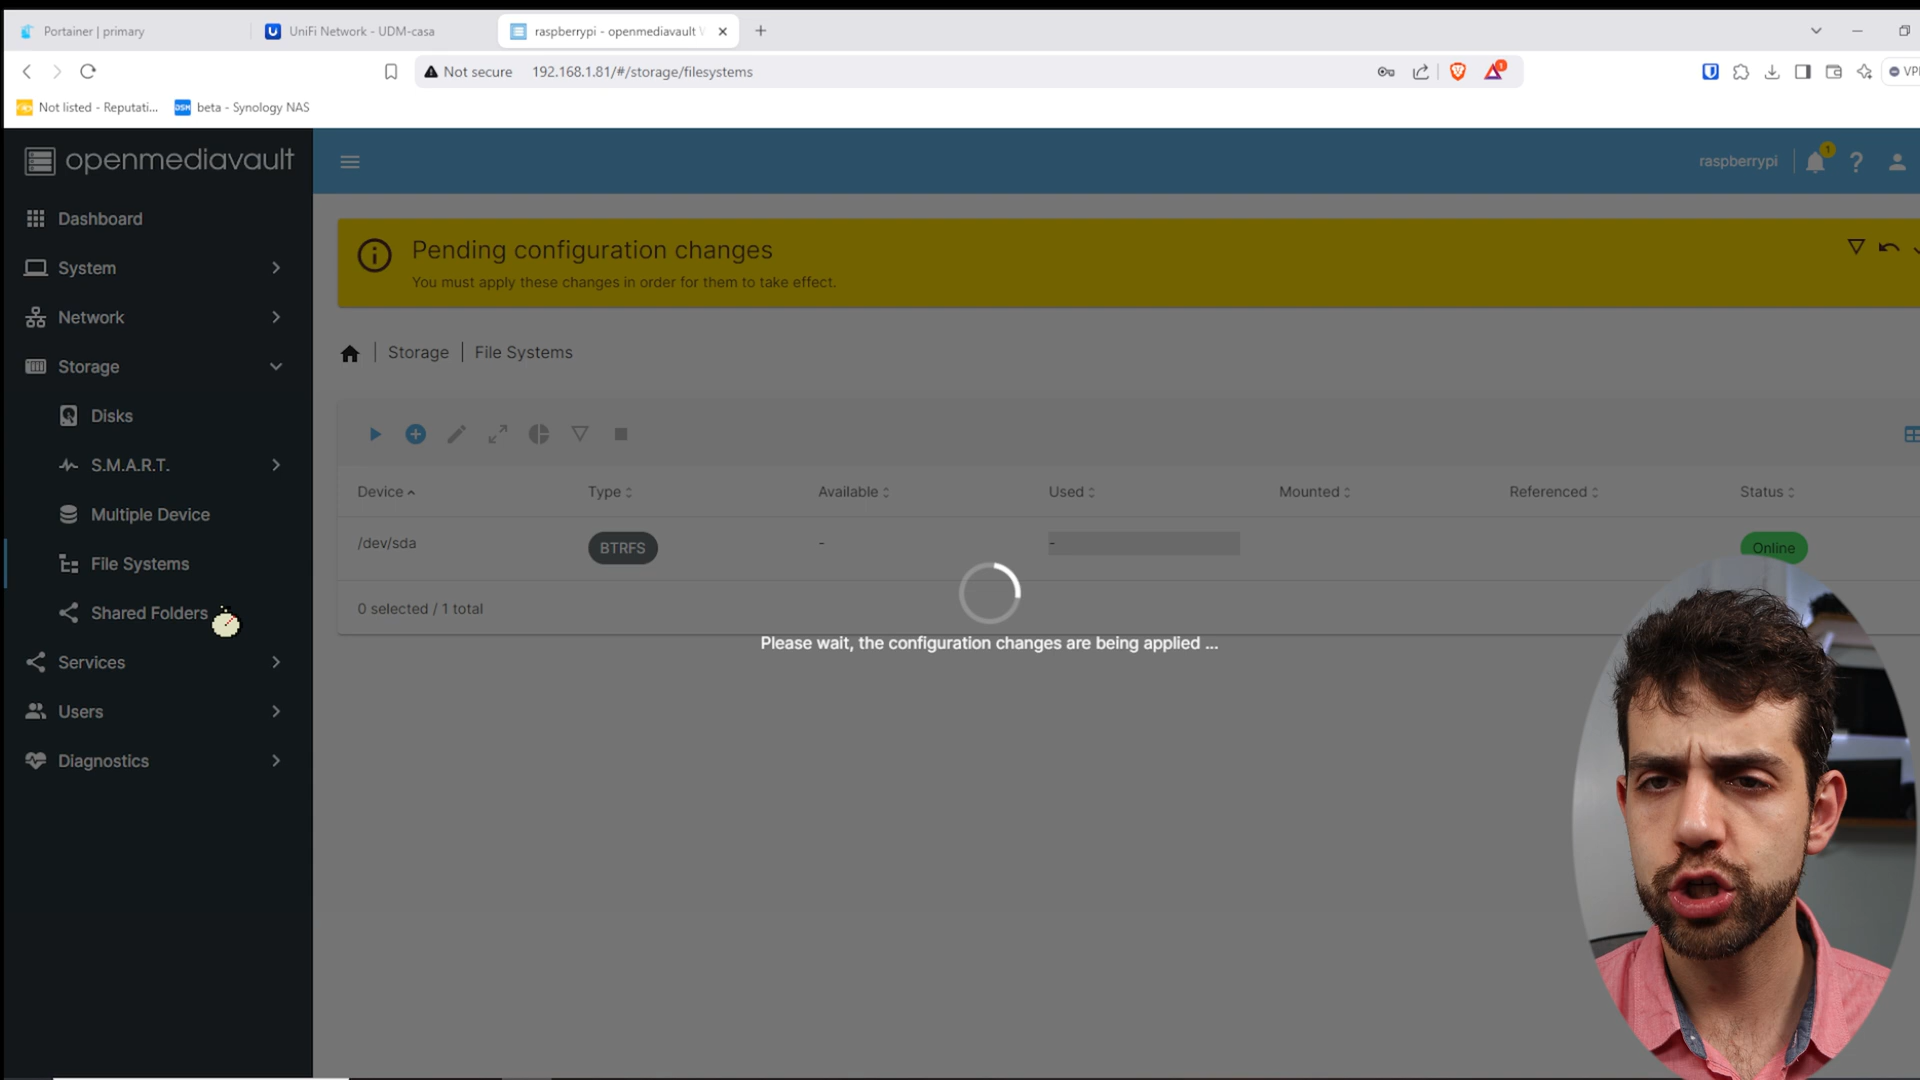 Portainer | primary
UniFi Network - UDM-casa
raspberrypi - openmediavault
Not secure
192.168.1.81/#/storage/filesystems
1
VP
Not listed - Reputati...
DSM
beta - Synology NAS
openmediavault
raspberrypi
1
?
Dashboard
System
Network
Storage
Disks
S.M.A.R.T.
Multiple Device
File Systems
Shared Folders
Services
Users
Diagnostics
Pending configuration changes
You must apply these changes in order for them to take effect.
Storage | File Systems
Device
Type
Available
Used
Mounted
Referenced
Status
/dev/sda
BTRFS
-
-
Online
0 selected / 1 total
Please wait, the configuration changes are being applied ...